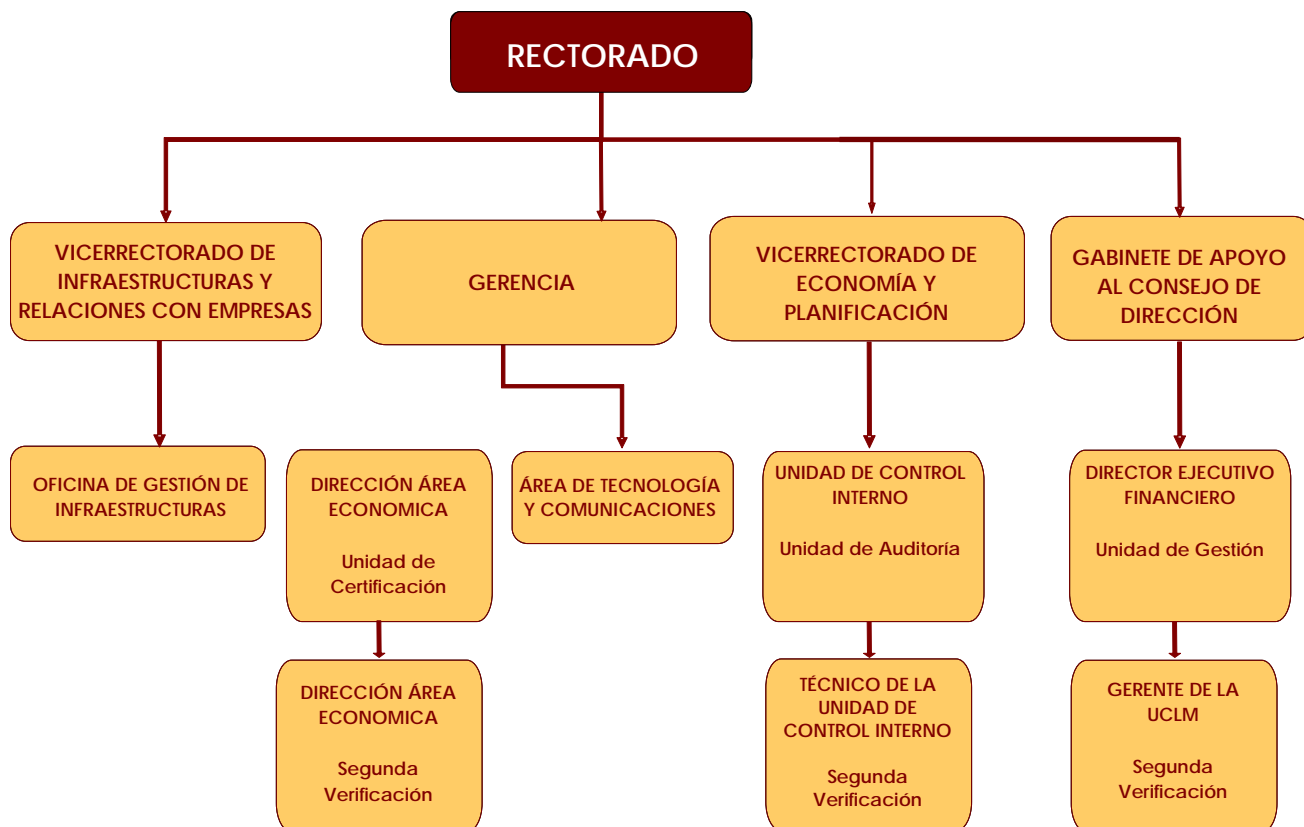 RECTORADO
VICERRECTORADO DE
INFRAESTRUCTURAS Y
RELACIONES CON EMPRESAS
GERENCIA
VICERRECTORADO DE
ECONOMÍA Y
PLANIFICACIÓN
GABINETE DE APOYO
AL CONSEJO DE
DIRECCIÓN
OFICINA DE GESTIÓN DE
INFRAESTRUCTURAS
DIRECCIÓN ÁREA
ECONOMICA
Unidad de
Certificación
ÁREA DE TECNOLOGÍA
Y COMUNICACIONES
UNIDAD DE CONTROL
INTERNO
Unidad de Auditoría
DIRECTOR EJECUTIVO
FINANCIERO
Unidad de Gestión
DIRECCIÓN ÁREA
ECONOMICA
Segunda
Verificación
TÉCNICO DE LA
UNIDAD DE
CONTROL INTERNO
Segunda
Verificación
GERENTE DE LA
UCLM
Segunda
Verificación